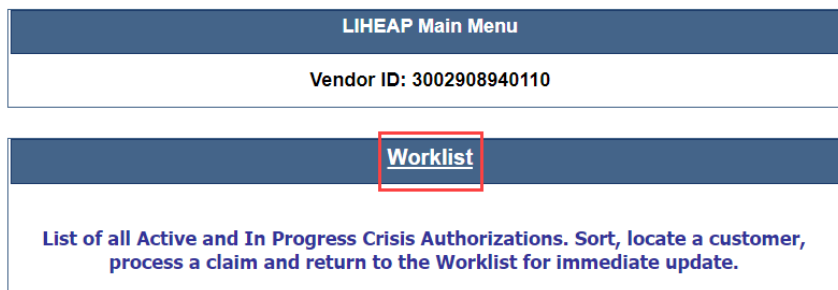 LIHEAP Main Menu
Vendor ID: 3002908940110
Worklist
List of all Active and In Progress Crisis Authorizations. Sort, locate a customer,
process a claim and return to the Worklist for immediate update.